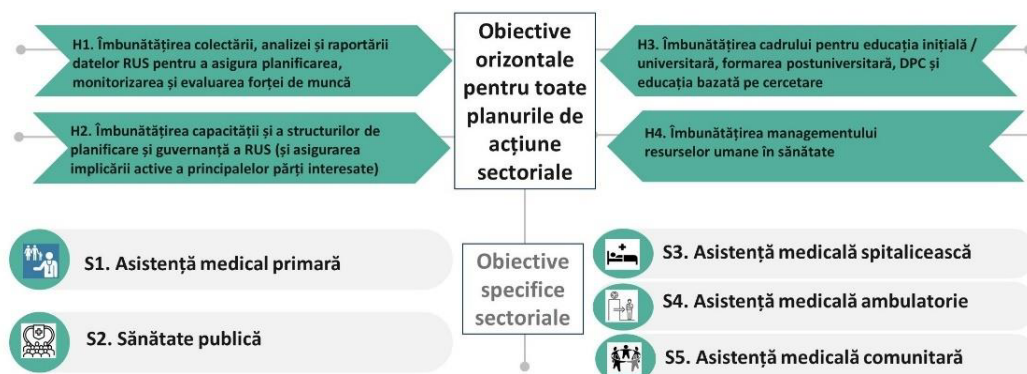 H1. Îmbunătățirea colectării, analizei și raportării
datelor RUS pentru a asigura planificarea,
monitorizarea și evaluarea forței de muncă
H2. Îmbunătățirea capacității și a structurilor de
planificare și guvernanță a RUS (și asigurarea
implicării active a principalelor părți interesate)
Obiective
orizontale
pentru toate
planurile de
acțiune
sectoriale
H3. Îmbunătățirea cadrului pentru educația inițială /
universitară, formarea postuniversitară, DPC și
educația bazată pe cercetare
H4. Îmbunătățirea managementului
resurselor umane în sănătate
S1. Asistență medical primară
S2. Sănătate publică
Obiective
specifice
sectoriale
S3. Asistență medicală spitalicească
S4. Asistență medicală ambulatorie
S5. Asistență medicală comunitară